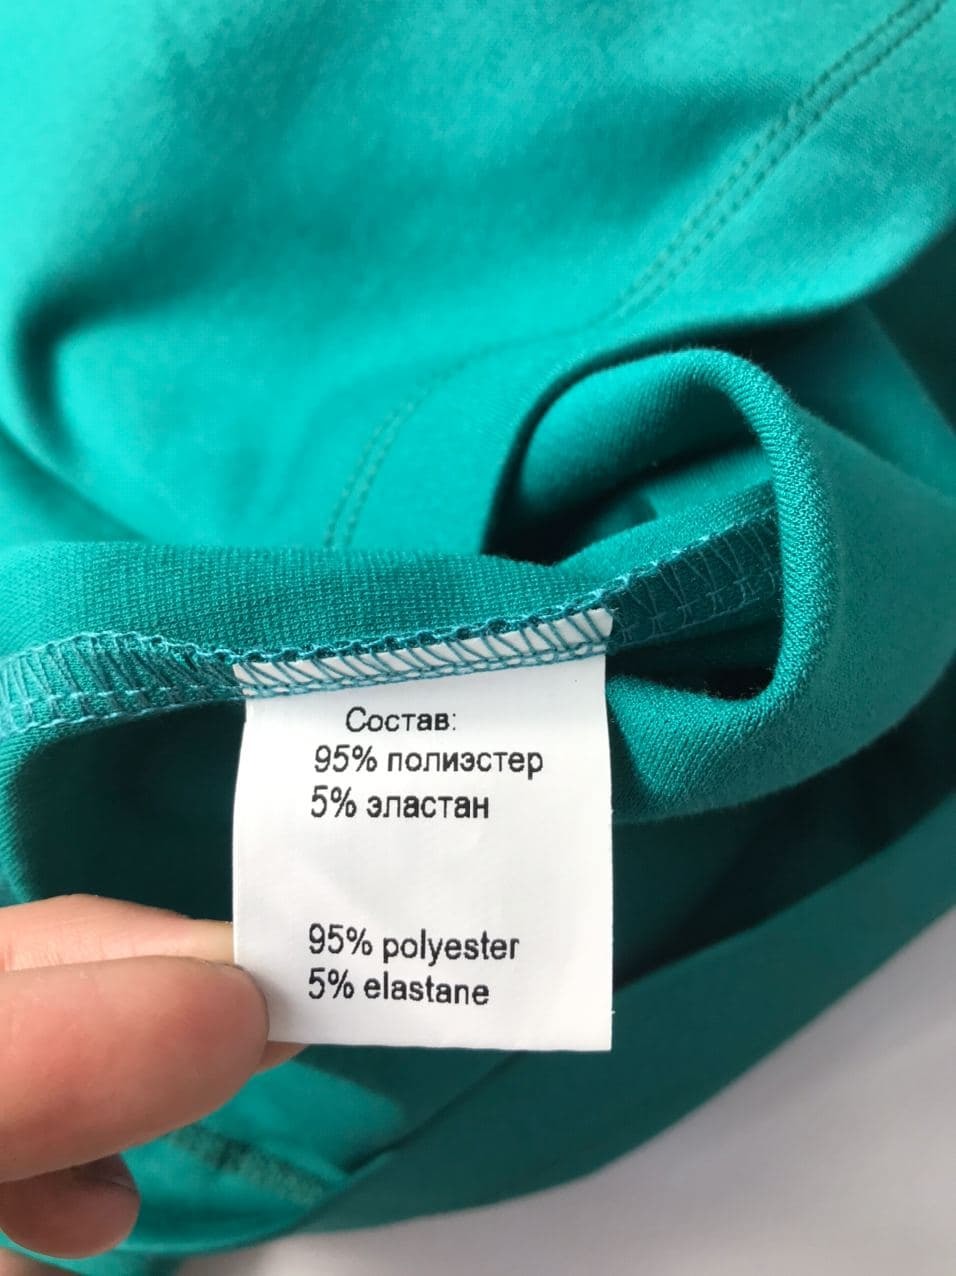 Состав:
95% полиэстер
5% эластан
95% polyester
5% elastane